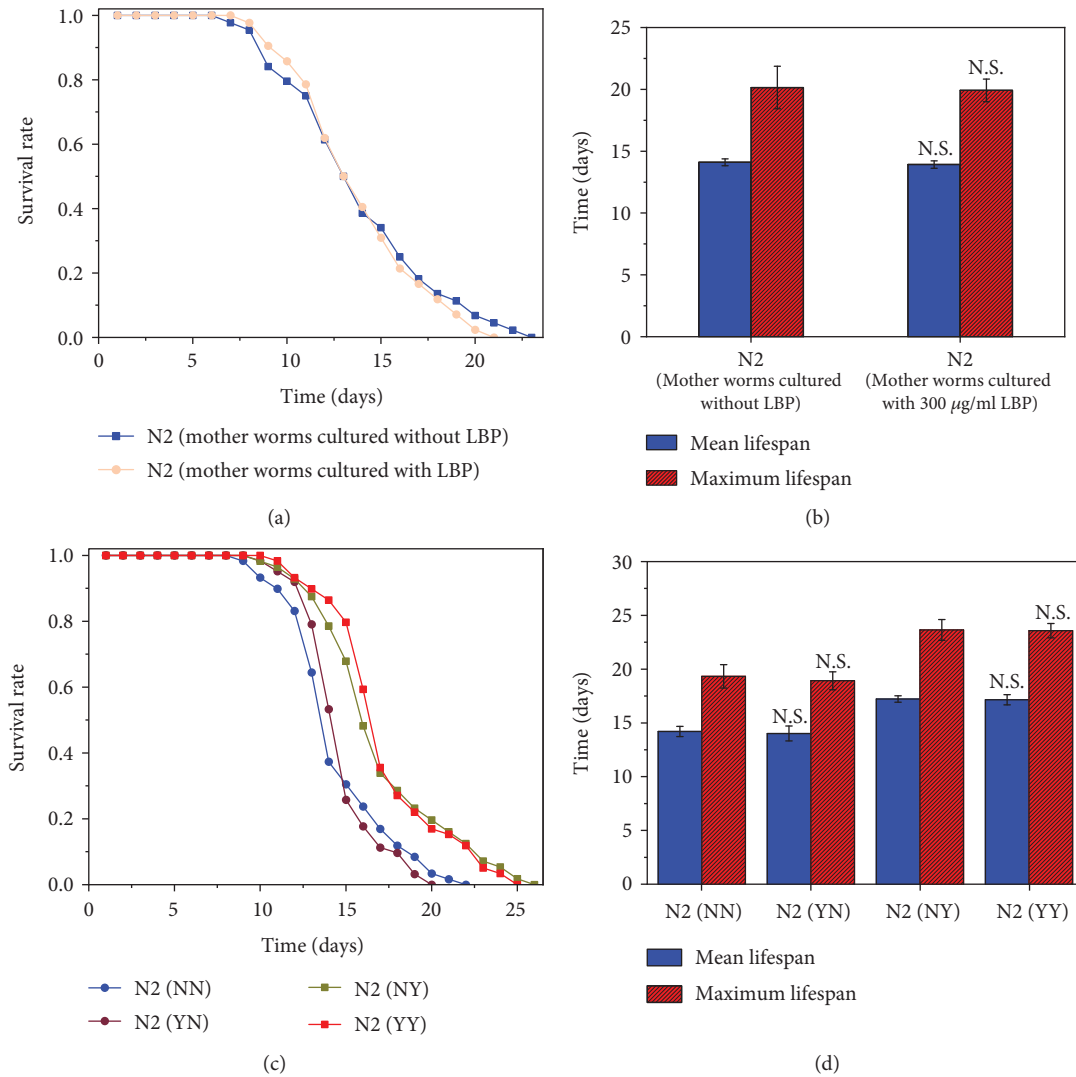 1.0
0.8
0.6
0.4
0.2
0.0
Survival rate
0 5 10 15 20
Time (days)
N2 (mother worms cultured without LBP)
N2 (mother worms cultured with LBP)
(a)
25
20
15
10
5
0
Time (days)
N.S.
N.S.
N2
(Mother worms cultured
without LBP)
N2
(Mother worms cultured
with 300 μg/ml LBP)
Mean lifespan
Maximum lifespan
(b)
1.0
0.8
0.6
0.4
0.2
0.0
Survival rate
0 5 10 15 20 25
Time (days)
N2 (NN)
N2 (YN)
N2 (NY)
N2 (YY)
(c)
30
25
20
15
10
5
0
Time (days)
N.S.
N.S.
N.S.
N.S.
N2 (NN) N2 (YN) N2 (NY) N2 (YY)
Mean lifespan
Maximum lifespan
(d)